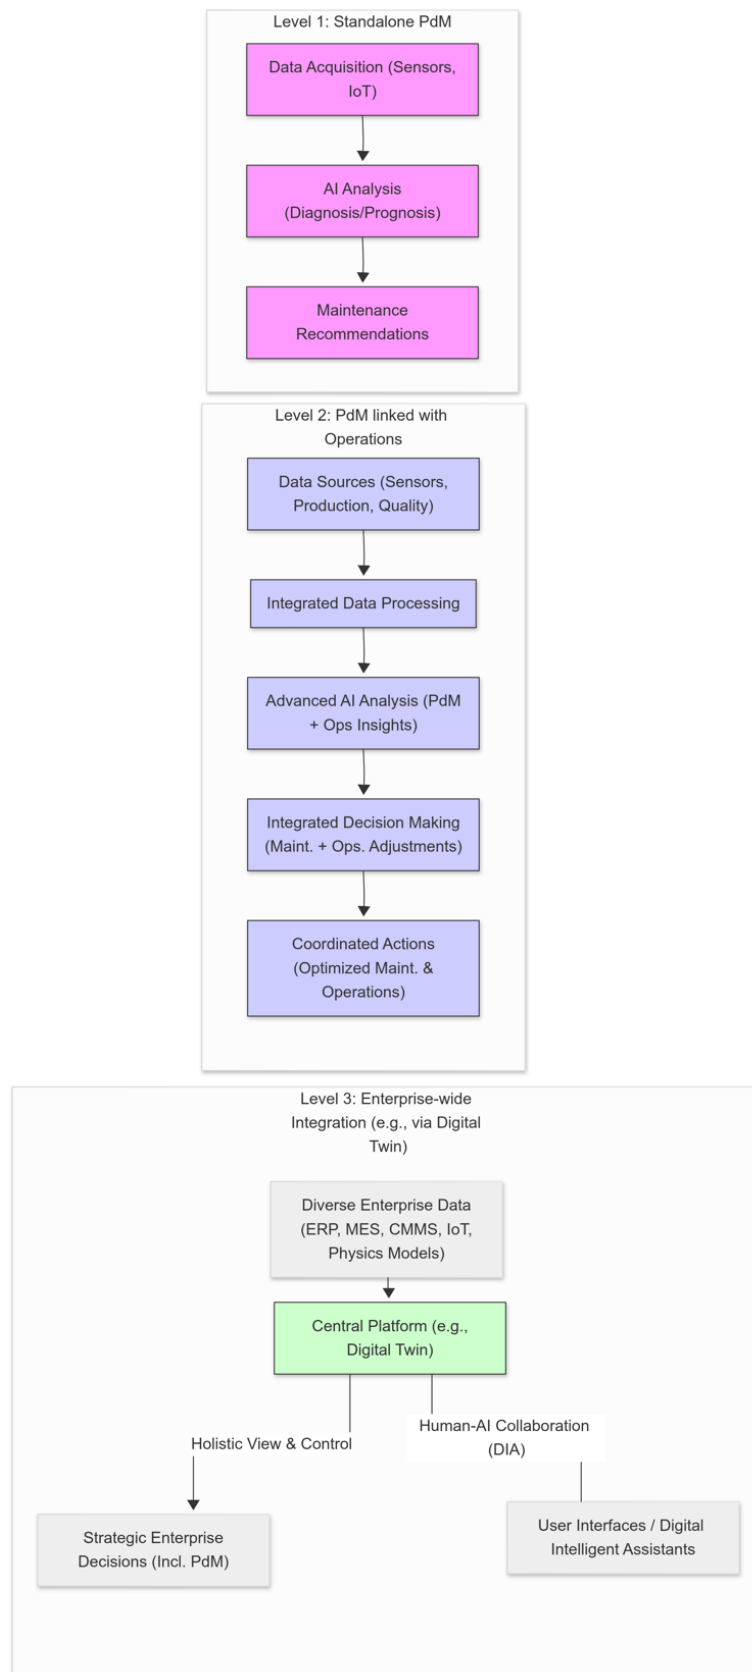 Level 1: Standalone PdM
Data Acquisition (Sensors,
IoT)
AI Analysis
(Diagnosis/Prognosis)
Maintenance
Recommendations
Level 2: PdM linked with
Operations
Data Sources (Sensors,
Production, Quality)
Integrated Data Processing
Advanced AI Analysis (PdM
+ Ops Insights)
Integrated Decision Making
(Maint. + Ops. Adjustments)
Coordinated Actions
(Optimized Maint. &
Operations)
Level 3: Enterprise-wide
Integration (e.g., via Digital
Twin)
Diverse Enterprise Data
(ERP, MES, CMMS, IoT,
Physics Models)
Central Platform (e.g.,
Digital Twin)
Holistic View & Control
Human-AI Collaboration
(DIA)
Strategic Enterprise
Decisions (Incl. PdM)
User Interfaces / Digital
Intelligent Assistants